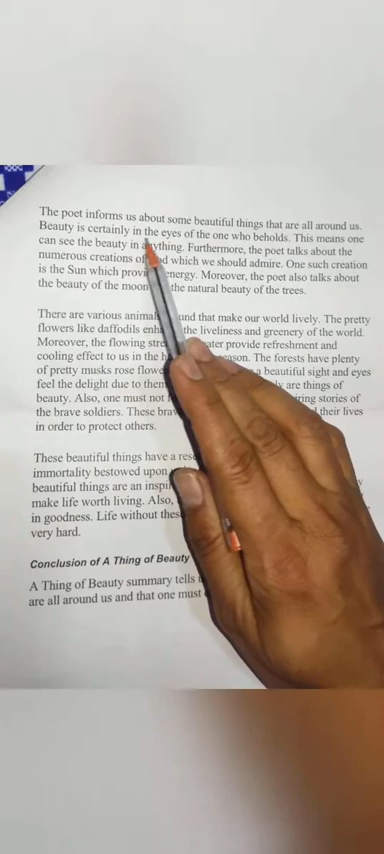 The poet informs us about some beautiful things that are all around us.
Beauty is certainly in the eyes of the one who beholds. This means one
can see the beauty in anything. Furthermore, the poet talks about the
numerous creations of God which we should admire. One such creation
is the Sun which provi energy. Moreover, the poet also talks about
the beauty of the moon the natural beauty of the trees.
There are various animal und that make our world lively. The pretty
flowers like daffodils enha the liveliness and greenery of the world.
Moreover, the flowing stre ater provide refreshment and
cooling effect to us in the h eason. The forests have plenty
of pretty musks rose flowe a beautiful sight and eyes
feel the delight due to them are things of
beauty. Also, one must not ring stories of
the brave soldiers. These brav their lives
in order to protect others.
These beautiful things have a res
immortality bestowed upon
beautiful things are an inspi
make life worth living. Also,
in goodness. Life without thes
very hard.
Conclusion of A Thing of Beauty
A Thing of Beauty summary tells
are all around us and that one must